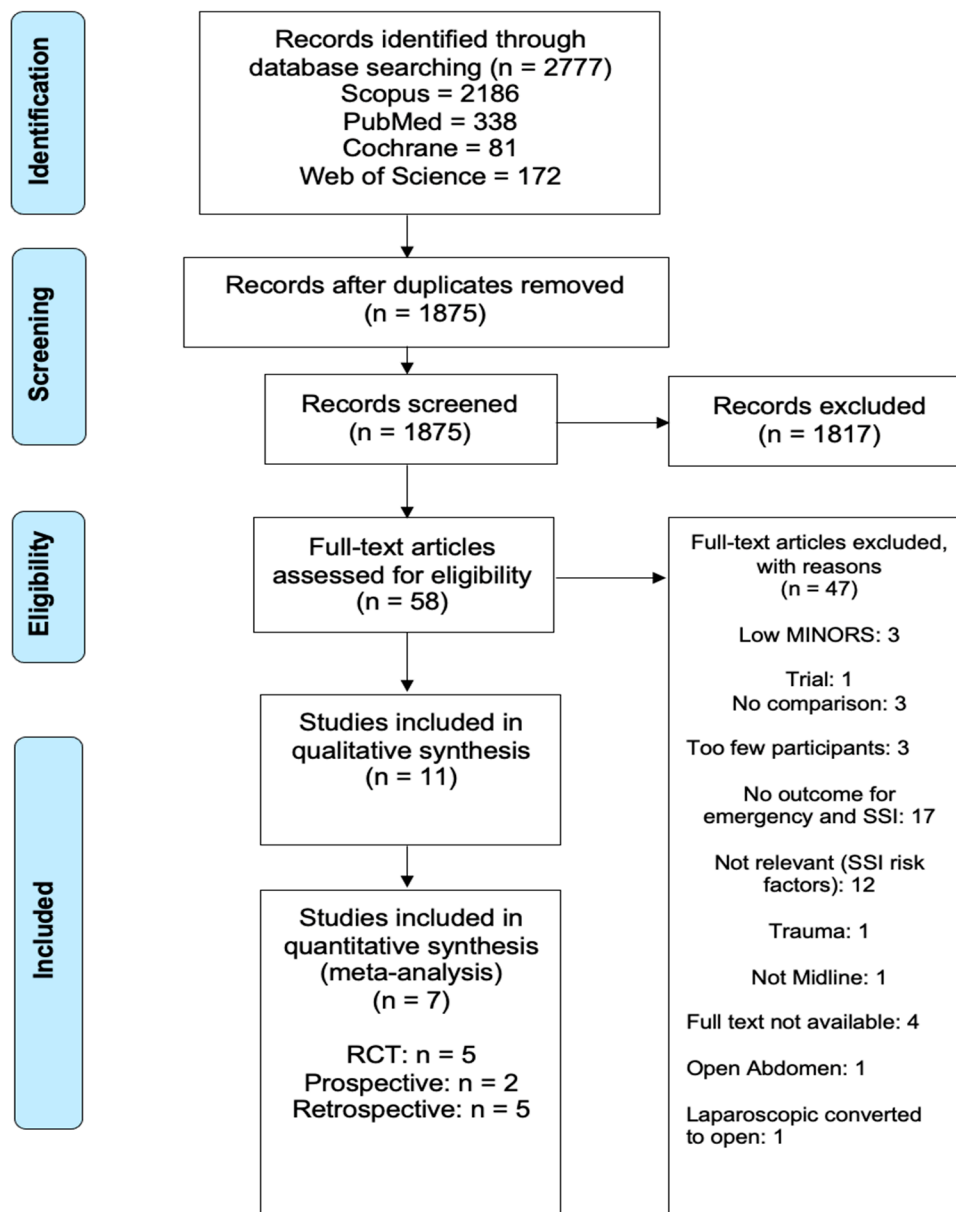 Identification
Records identified through
database searching (n = 2777)
Scopus = 2186
PubMed = 338
Cochrane = 81
Web of Science = 172
Screening
Records after duplicates removed
(n = 1875)
Records screened
(n = 1875)
Records excluded
(n = 1817)
Eligibility
Full-text articles
assessed for eligibility
(n = 58)
Full-text articles excluded,
with reasons
(n = 47)
Low MINORS: 3
Trial: 1
No comparison: 3
Too few participants: 3
No outcome for
emergency and SSI: 17
Not relevant (SSI risk
factors): 12
Trauma: 1
Not Midline: 1
Full text not available: 4
Open Abdomen: 1
Laparoscopic converted
to open: 1
Included
Studies included in
qualitative synthesis
(n = 11)
Studies included in
quantitative synthesis
(meta-analysis)
(n = 7)
RCT: n = 5
Prospective: n = 2
Retrospective: n = 5